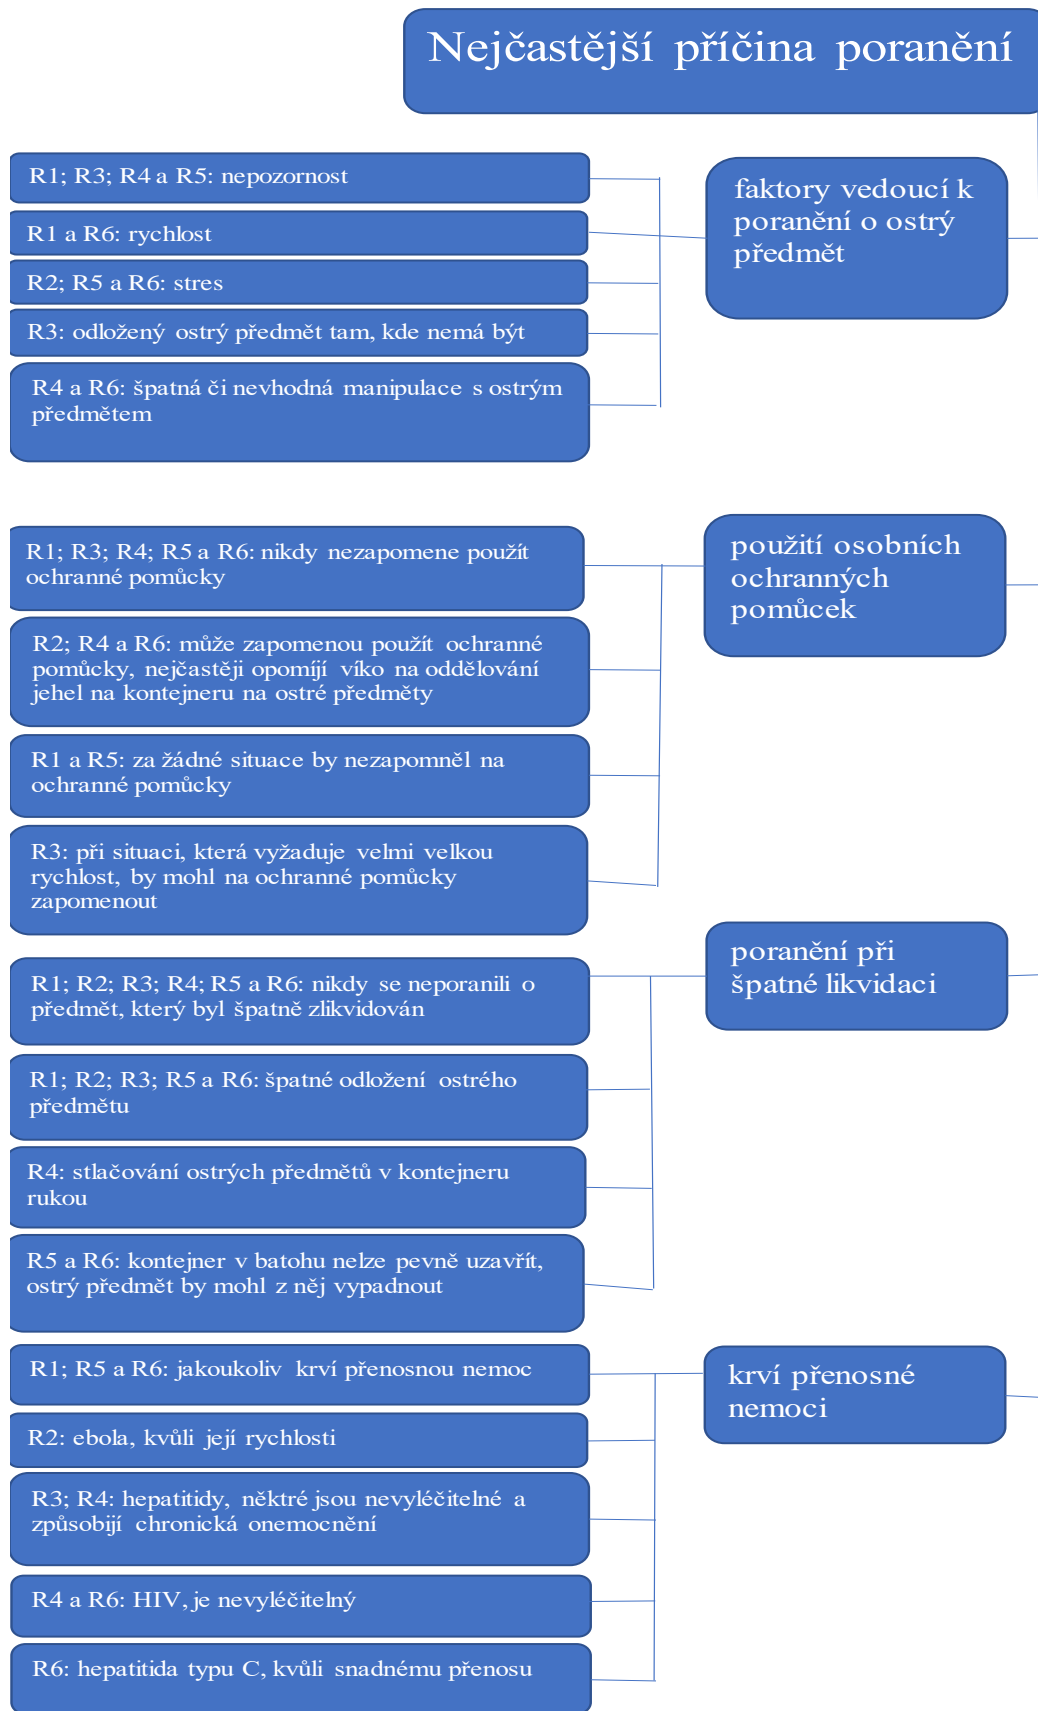 Nejčastější příčina poranění
faktory vedoucí k
poranění o ostrý
předmět
R1; R3; R4 a R5: nepozornost
R1 a R6: rychlost
R2; R5 a R6: stres
R3: odložený ostrý předmět tam, kde nemá být
R4 a R6: špatná či nevhodná manipulace s ostrým
předmětem
použití osobních
ochranných
pomůcek
R1; R3; R4; R5 a R6: nikdy nezapomene použít
ochranné pomůcky
R2; R4 a R6: může zapomenou použít ochranné
pomůcky, nejčastěji opomíjí víko na oddělování
jehel na kontejneru na ostré předměty
R1 a R5: za žádné situace by nezapomněl na
ochranné pomůcky
R3: při situaci, která vyžaduje velmi velkou
rychlost, by mohl na ochranné pomůcky
zapomenout
poranění při
špatné likvidaci
R1; R2; R3; R4; R5 a R6: nikdy se neporanili o
předmět, který byl špatně zlikvidován
R1; R2; R3; R5 a R6: špatné odložení ostrého
předmětu
R4: stlačování ostrých předmětů v kontejneru
rukou
R5 a R6: kontejner v batohu nelze pevně uzavřít,
ostrý předmět by mohl z něj vypadnout
krví přenosné
nemoci
R1; R5 a R6: jakoukoliv krví přenosnou nemoc
R2: ebola, kvůli její rychlosti
R3; R4: hepatitidy, něktré jsou nevyléčitelné a
způsobijí chronická onemocnění
R4 a R6: HIV, je nevyléčitelný
R6: hepatitida typu C, kvůli snadnému přenosu